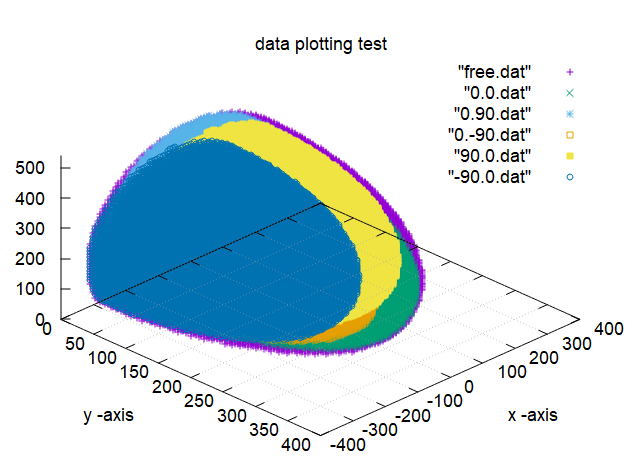 data plotting test
"free.dat"
"0.0.dat"
"0.90.dat"
"0.-90.dat"
"90.0.dat"
"-90.0.dat"
500
400
300
200
100
0
0
50
100
150
200
250
300
350
400
y -axis
-400
-300
-200
-100
0
100
200
300
400
x -axis